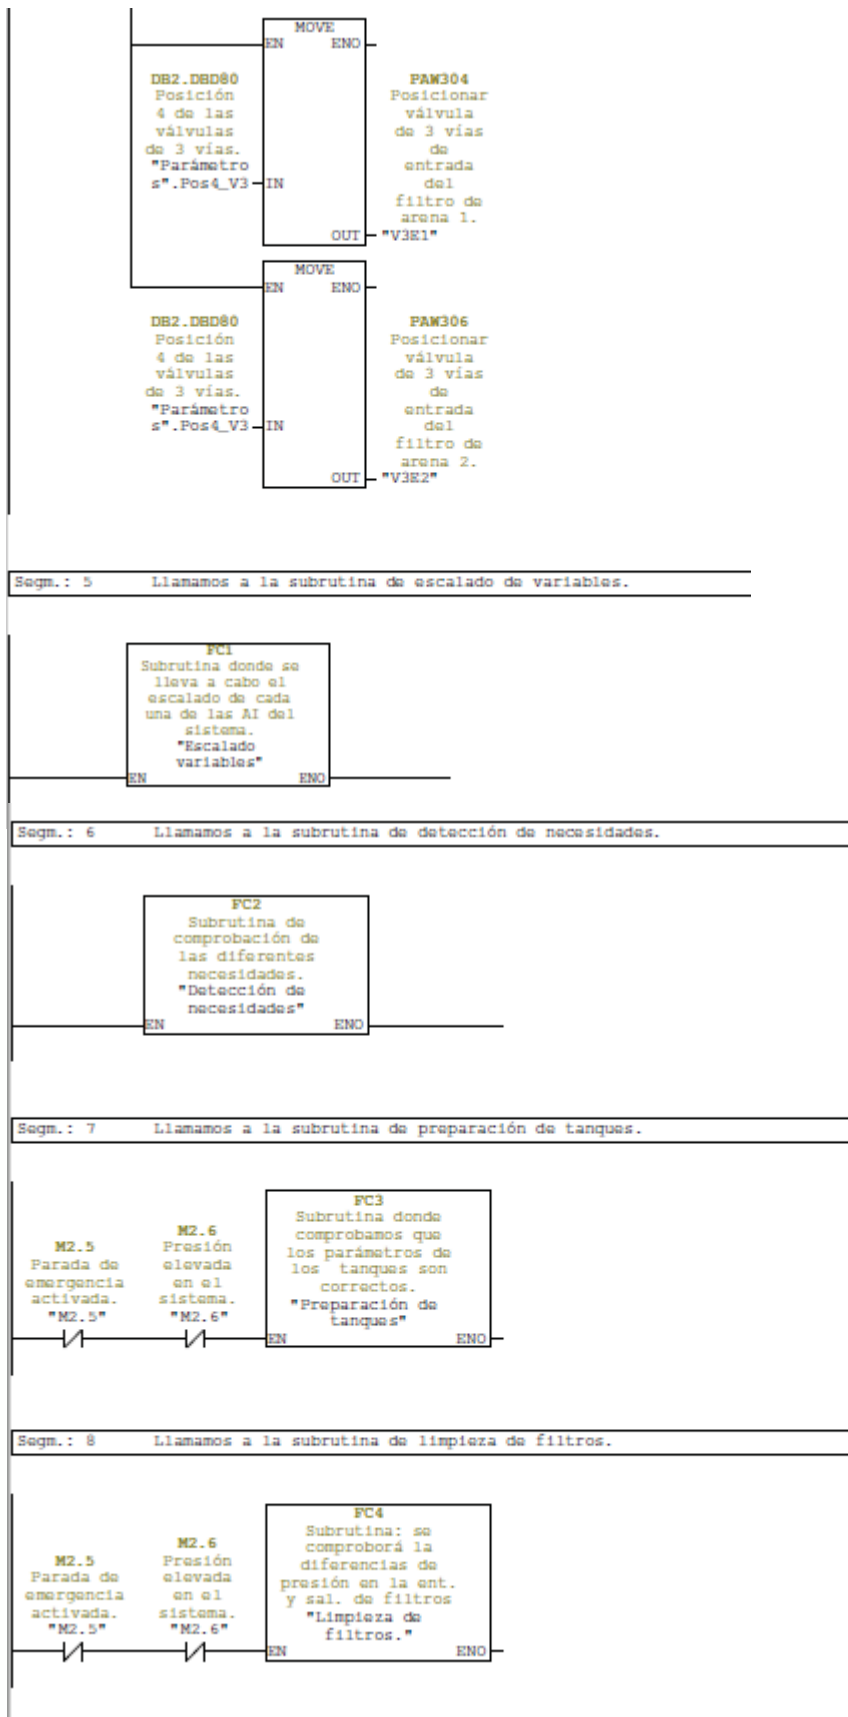 MOVE
EN ENO
DB2.DBD80
Posición
4 de las
válvulas
de 3 vías.
"Parámetro
s".Pos4_V3
IN
PAW304
Posicionar
válvula
de 3 vías
de
entrada
del
filtro de
arena 1.
OUT
"V3E1"
MOVE
EN ENO
DB2.DBD80
Posición
4 de las
válvulas
de 3 vías.
"Parámetro
s".Pos4_V3
IN
PAW306
Posicionar
válvula
de 3 vías
de
entrada
del
filtro de
arena 2.
OUT
"V3E2"
Segm.: 5 Llamamos a la subrutina de escalado de variables.
FC1
Subrutina donde se
lleva a cabo el
escalado de cada
una de las AI del
sistema.
"Escalado
variables"
EN ENO
Segm.: 6 Llamamos a la subrutina de detección de necesidades.
FC2
Subrutina de
comprobación de
las diferentes
necesidades.
"Detección de
necesidades"
EN ENO
Segm.: 7 Llamamos a la subrutina de preparación de tanques.
M2.5
Parada de
emergencia
activada.
"M2.5"
M2.6
Presión
elevada
en el
sistema.
"M2.6"
FC3
Subrutina donde
comprobamos que
los parámetros de
los tanques son
correctos.
"Preparación de
tanques"
EN ENO
Segm.: 8 Llamamos a la subrutina de limpieza de filtros.
M2.5
Parada de
emergencia
activada.
"M2.5"
M2.6
Presión
elevada
en el
sistema.
"M2.6"
FC4
Subrutina: se
comproborá la
diferencias de
presión en la ent.
y sal. de filtros
"Limpieza de
filtros."
EN ENO